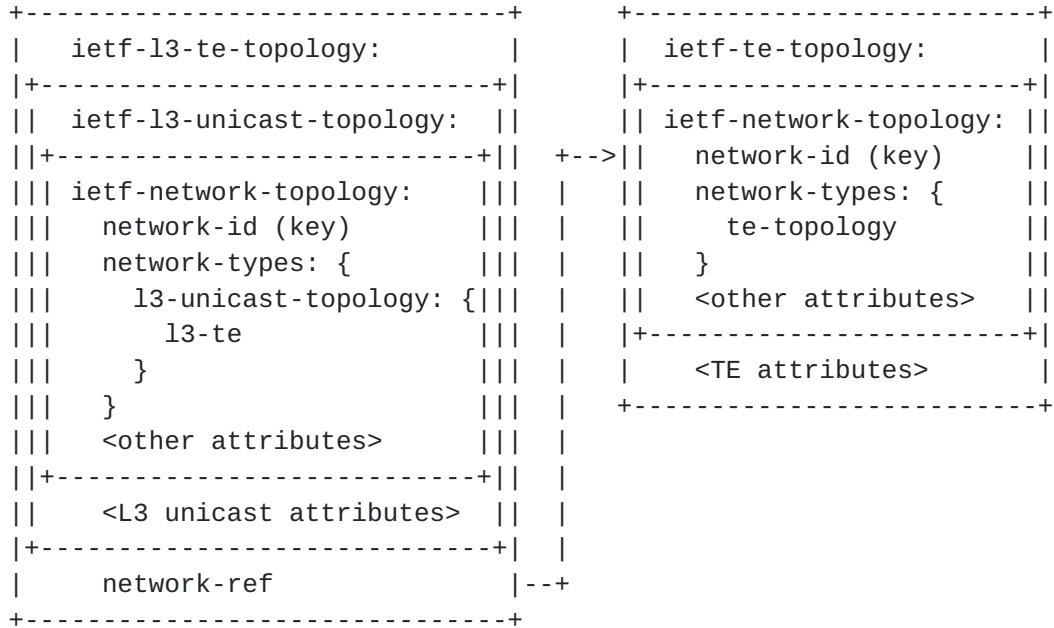 +-------------------------------+      +--------------------------+
|   ietf-l3-te-topology:        |      |  ietf-te-topology:       |
|+-----------------------------+|      |+------------------------+|
||  ietf-l3-unicast-topology:  ||      || ietf-network-topology: ||
||+---------------------------+||  +-->||   network-id (key)     ||
||| ietf-network-topology:    |||  |   ||   network-types: {     ||
|||   network-id (key)        |||  |   ||     te-topology        ||
|||   network-types: {        |||  |   ||   }                    ||
|||     l3-unicast-topology: {|||  |   ||   <other attributes>   ||
|||       l3-te               |||  |   |+------------------------+|
|||     }                     |||  |   |    <TE attributes>       |
|||   }                       |||  |   +--------------------------+
|||   <other attributes>      |||  |
||+---------------------------+||  |
||    <L3 unicast attributes>  ||  |
|+-----------------------------+|  |
|     network-ref               |--+
+-------------------------------+